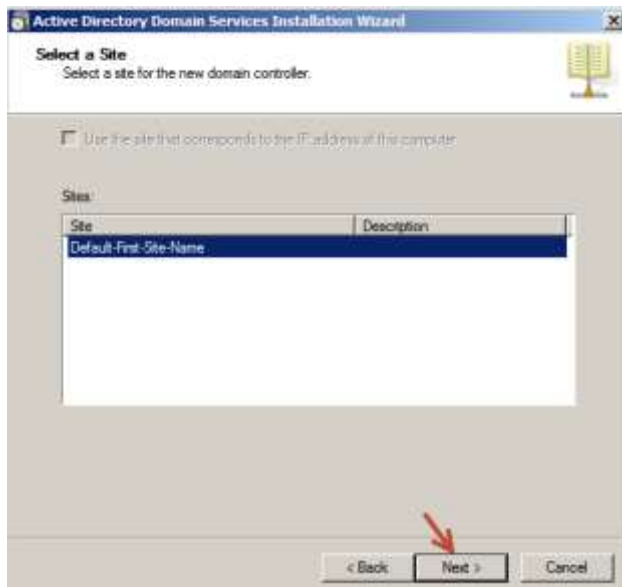 Active Directory Domain Services Installation Wizard
Select a Site
Select a site for the new domain controller.
Use the site that corresponds to the IP address of this computer
Sites:
Site Description
Default-First-Site-Name
< Back Next > Cancel